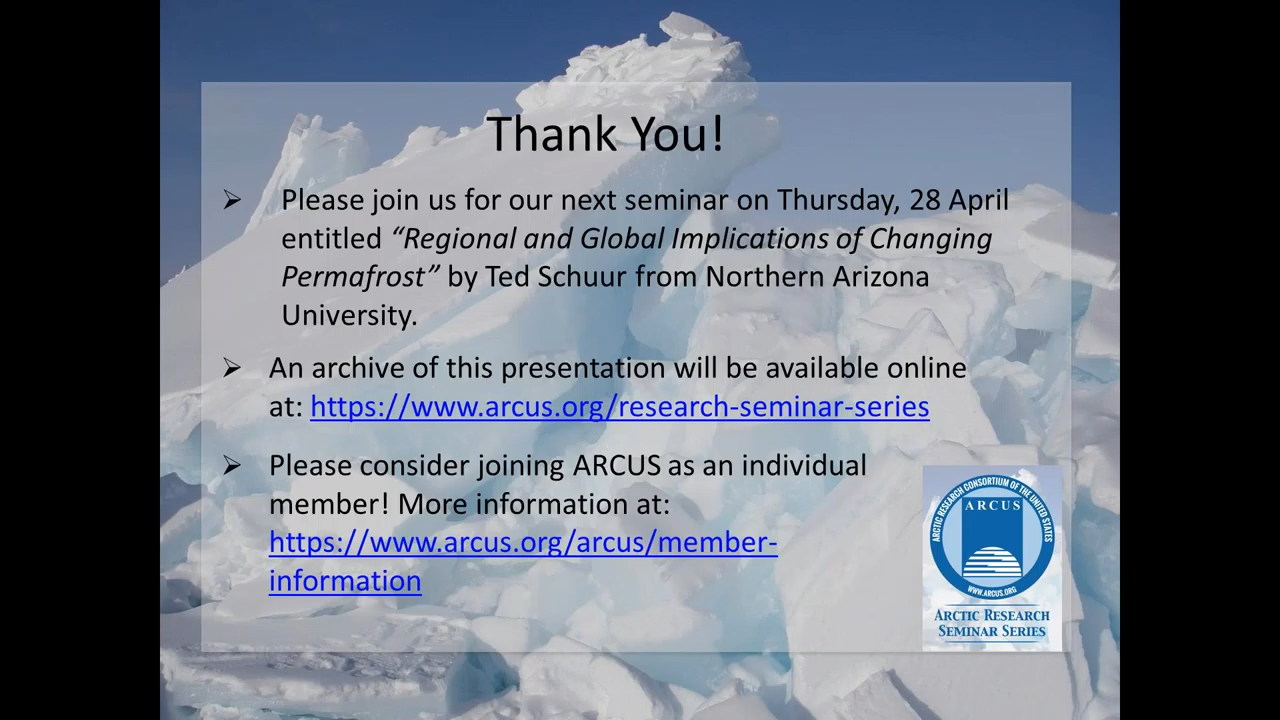 Thank You!
➢ Please join us for our next seminar on Thursday, 28 April
entitled “Regional and Global Implications of Changing
Permafrost” by Ted Schuur from Northern Arizona
University.
➢ An archive of this presentation will be available online
at: https://www.arcus.org/research-seminar-series
➢ Please consider joining ARCUS as an individual
member! More information at:
https://www.arcus.org/arcus/member-
information
ARCTIC RESEARCH CONSORTIUM OF THE UNITED STATES
ARCUS
WWW.ARCUS.ORG
ARCTIC RESEARCH
SEMINAR SERIES